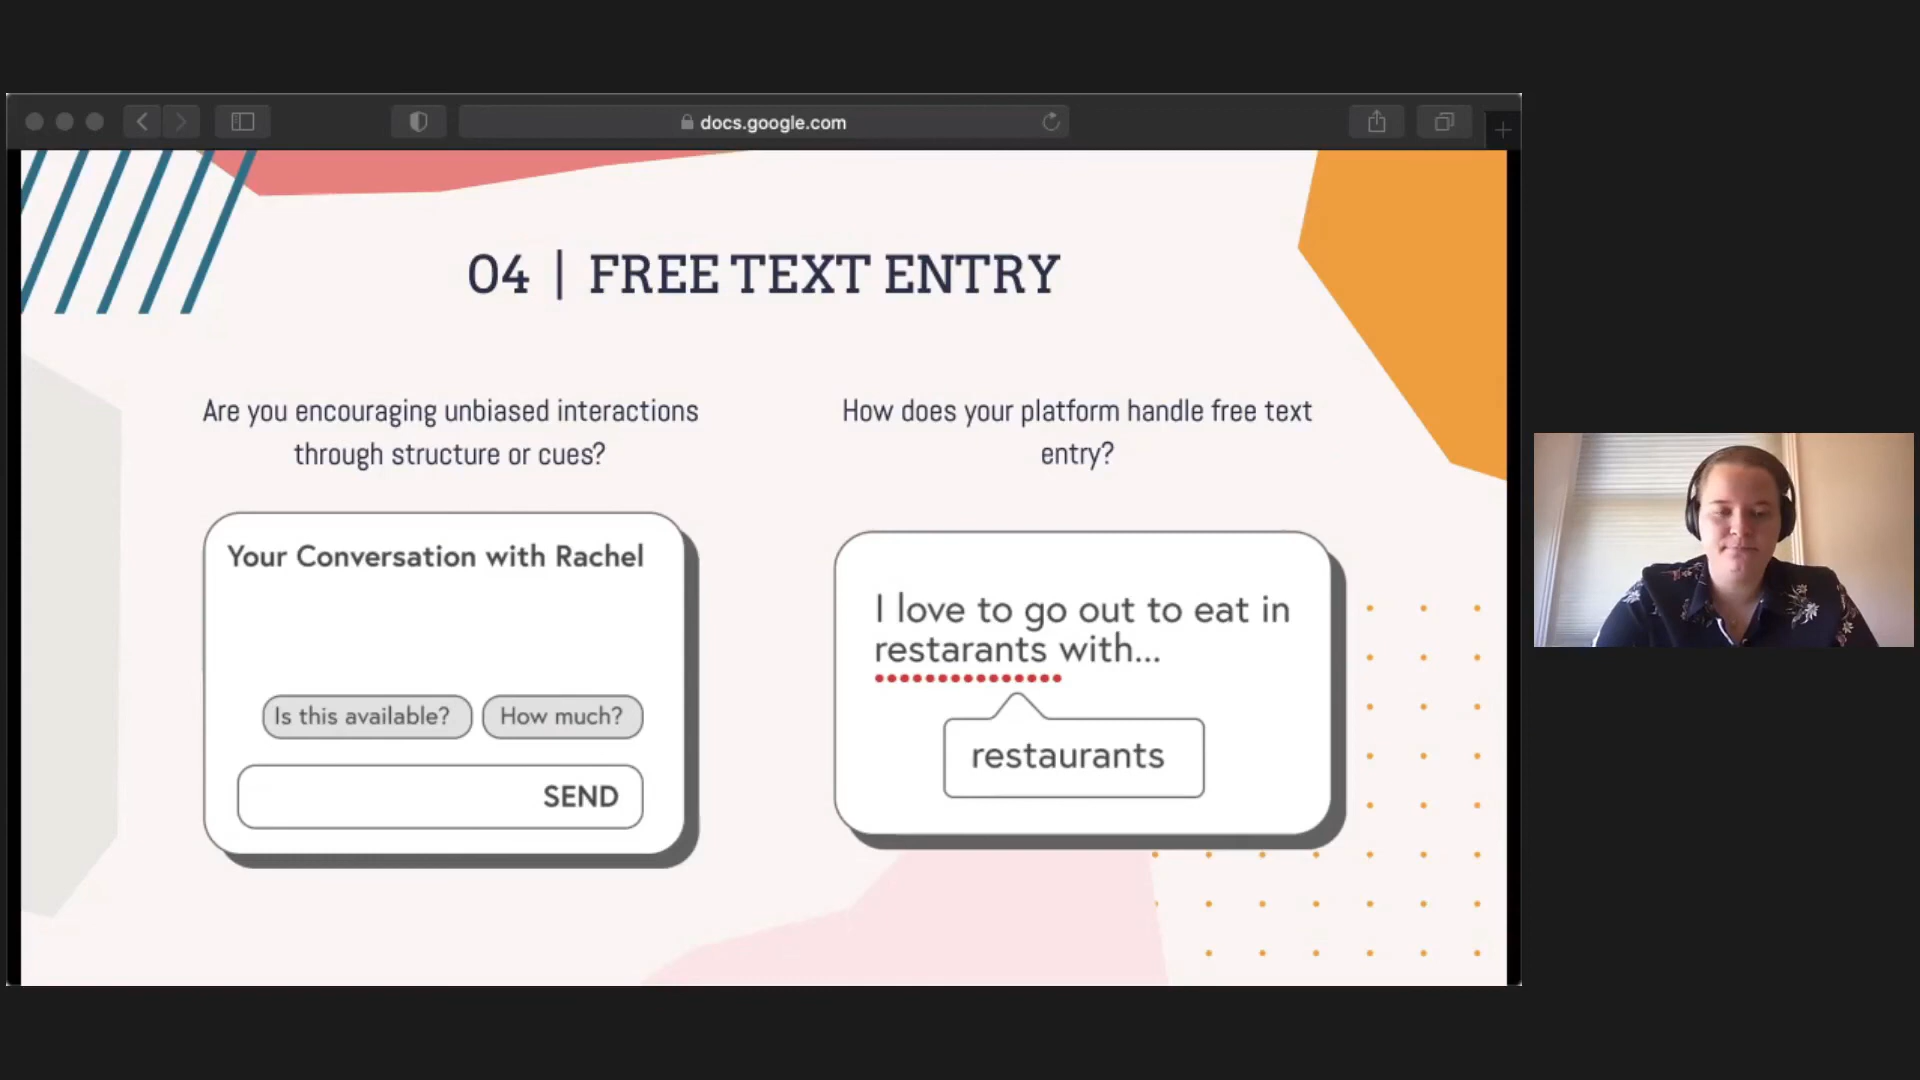 docs.google.com
04 | FREE TEXT ENTRY
Are you encouraging unbiased interactions
through structure or cues?
Your Conversation with Rachel
Is this available?
How much?
SEND
How does your platform handle free text
entry?
I love to go out to eat in
restarants with...
restaurants